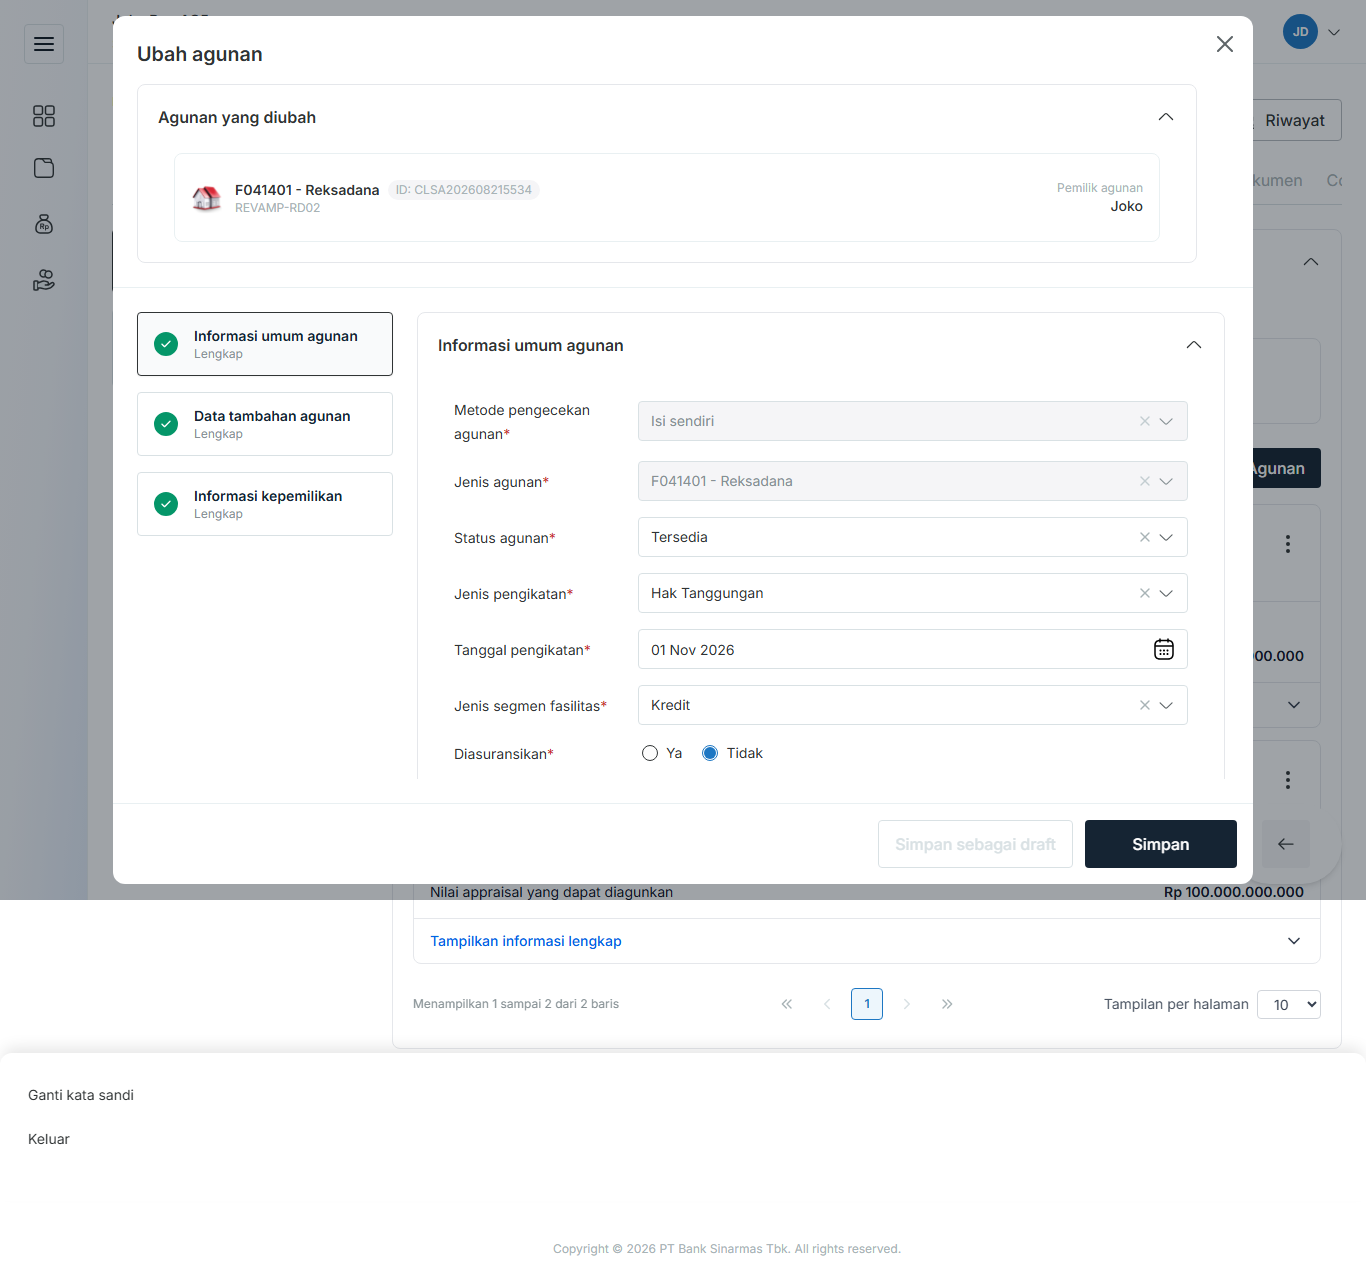 Ubah agunan
JD
Agunan yang diubah
Riwayat
F041401 - Reksadana ID: CLSA202608215534
REVAMP-RD02
Pemilik agunan
Joko
kumen
Informasi umum agunan
Lengkap
Data tambahan agunan
Lengkap
Informasi kepemilikan
Lengkap
Informasi umum agunan
Metode pengecekan agunan* Isi sendiri
Jenis agunan* F041401 - Reksadana
Agunan
Status agunan* Tersedia
Jenis pengikatan* Hak Tanggungan
Tanggal pengikatan* 01 Nov 2026
00.000
Jenis segmen fasilitas* Kredit
Diasuransikan* Ya Tidak
Simpan sebagai draft Simpan
Nilai appraisal yang dapat diagunkan Rp 100.000.000.000
Tampilkan informasi lengkap
Menampilkan 1 sampai 2 dari 2 baris « ‹ 1 › » Tampilan per halaman 10
Ganti kata sandi
Keluar
Copyright © 2026 PT Bank Sinarmas Tbk. All rights reserved.